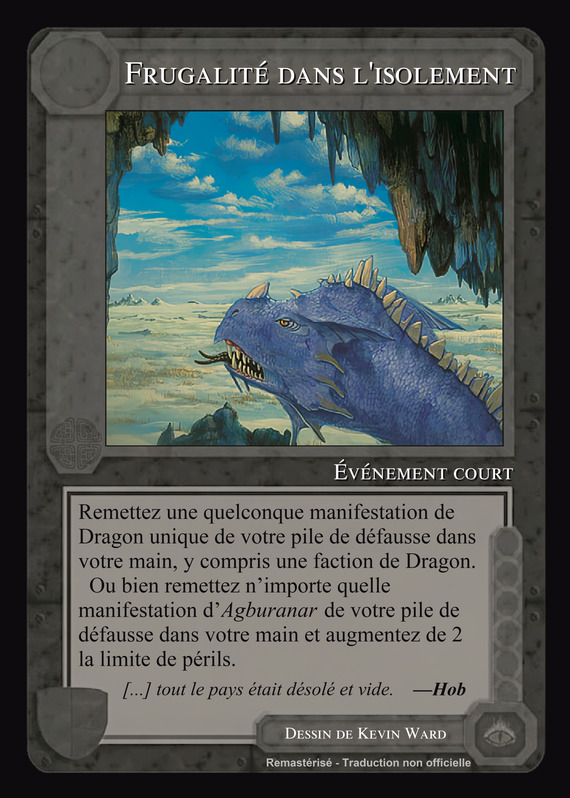 Frugalité dans l'isolement
Événement court
Remettez une quelconque manifestation de
Dragon unique de votre pile de défausse dans
votre main, y compris une faction de Dragon.
Ou bien remettez n’importe quelle
manifestation d’Agburanar de votre pile de
défausse dans votre main et augmentez de 2
la limite de périls.
[...] tout le pays était désolé et vide. —Hob
Dessin de Kevin Ward
Remastérisé - Traduction non officielle